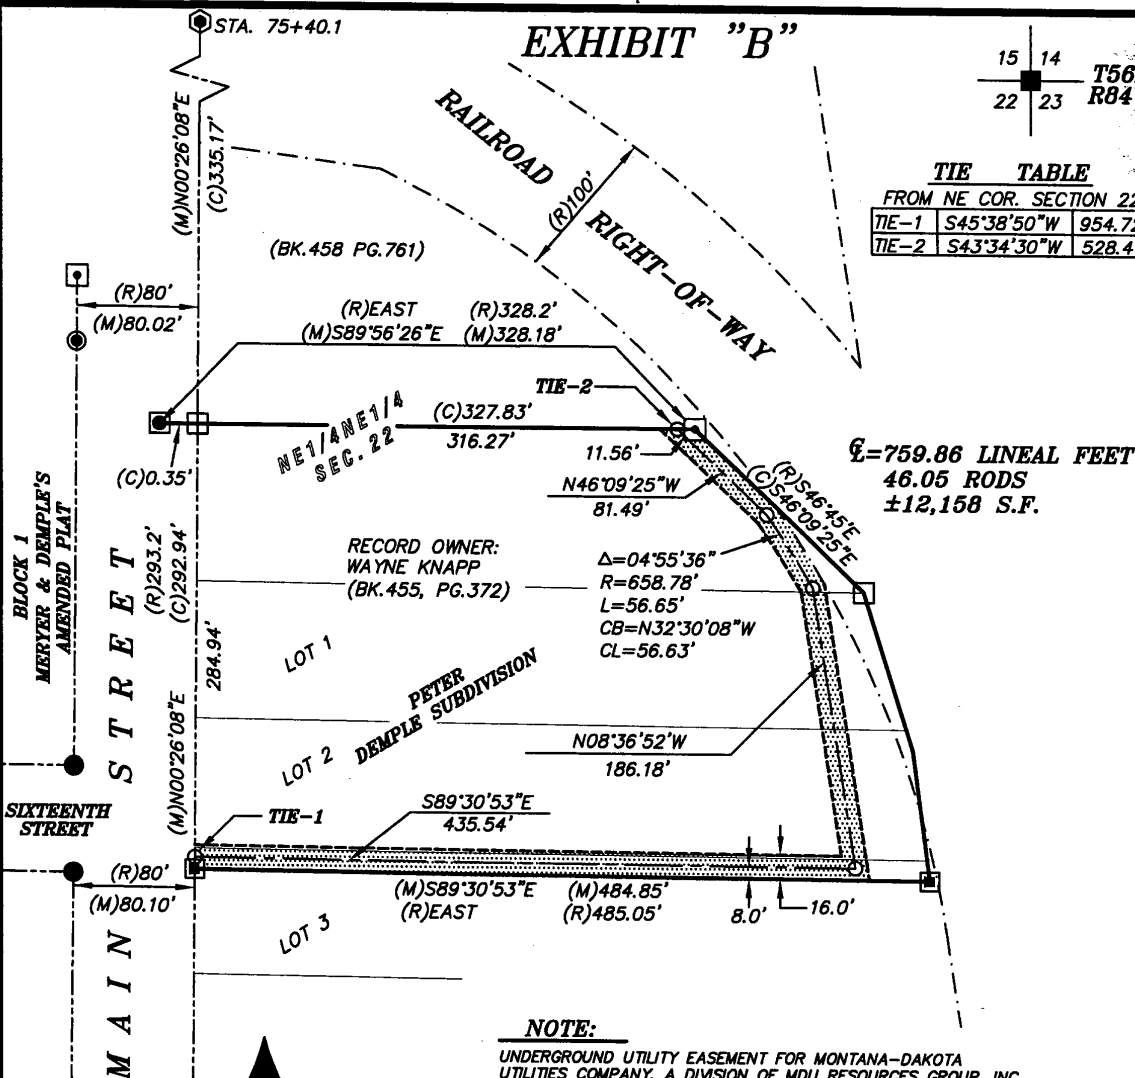 STA. 75+40.1
EXHIBIT "B"
15 14
22 23
T56
R84
(M)N00°26'08"E
(C)335.17'
RAILROAD
RIGHT-OF-WAY
(R)100'
TIE TABLE
FROM NE COR. SECTION 22
TIE-1 S45°38'50"W 954.72
TIE-2 S43°34'30"W 528.4
(BK.458 PG.761)
(R)80'
(M)80.02'
(R)EAST (R)328.2'
(M)S89°56'26"E (M)328.18'
TIE-2
(C)327.83'
316.27'
NE1/4NE1/4
SEC. 22
11.56'
(C)0.35'
N46°09'25"W
81.49'
(R)S46°45'E
(C)S46°09'25"E
℄=759.86 LINEAL FEET
46.05 RODS
±12,158 S.F.
BLOCK 1
MERYER & DEMPLE'S
AMENDED PLAT
(R)293.2'
(C)292.94'
RECORD OWNER:
WAYNE KNAPP
(BK.455, PG.372)
Δ=04°55'36"
R=658.78'
L=56.65'
CB=N32°30'08"W
CL=56.63'
LOT 1
284.94'
PETER
DEMPLE SUBDIVISION
(M)N00°26'08"E
LOT 2
N08°36'52"W
186.18'
SIXTEENTH
STREET
TIE-1
S89°30'53"E
435.54'
(R)80'
(M)80.10'
(M)S89°30'53"E (M)484.85'
(R)EAST (R)485.05'
8.0'
16.0'
LOT 3
MAIN STREET
NOTE:
UNDERGROUND UTILITY EASEMENT FOR MONTANA-DAKOTA
UTILITIES COMPANY, A DIVISION OF MDU RESOURCES GROUP, INC